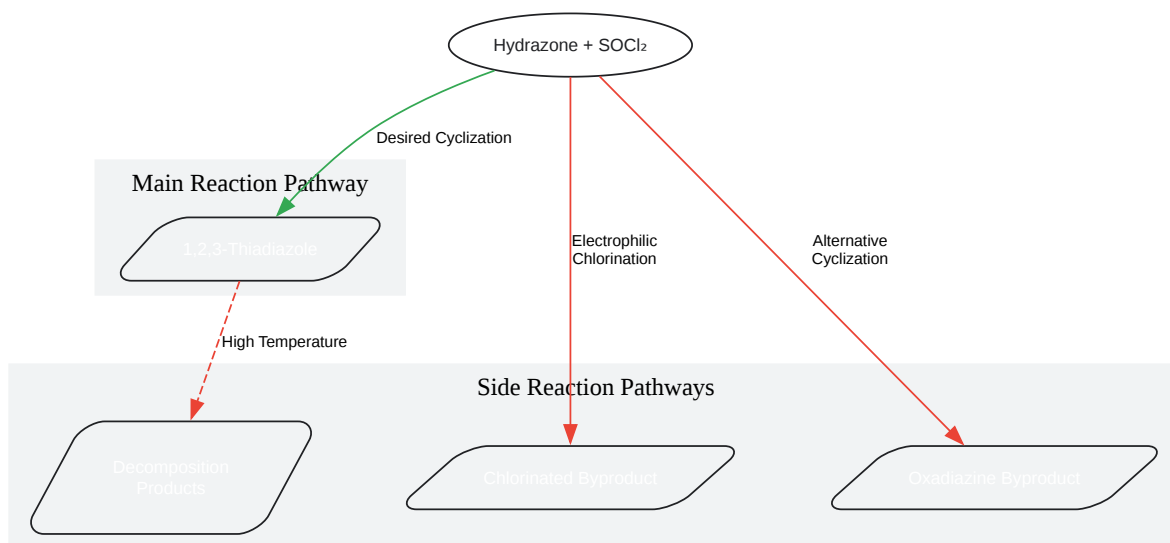 Hydrazone + SOCl₂
Desired Cyclization
Main Reaction Pathway
1,2,3-Thiadiazole
Electrophilic
Chlorination
Alternative
Cyclization
High Temperature
Side Reaction Pathways
Decomposition
Products
Chlorinated Byproduct
Oxadiazine Byproduct